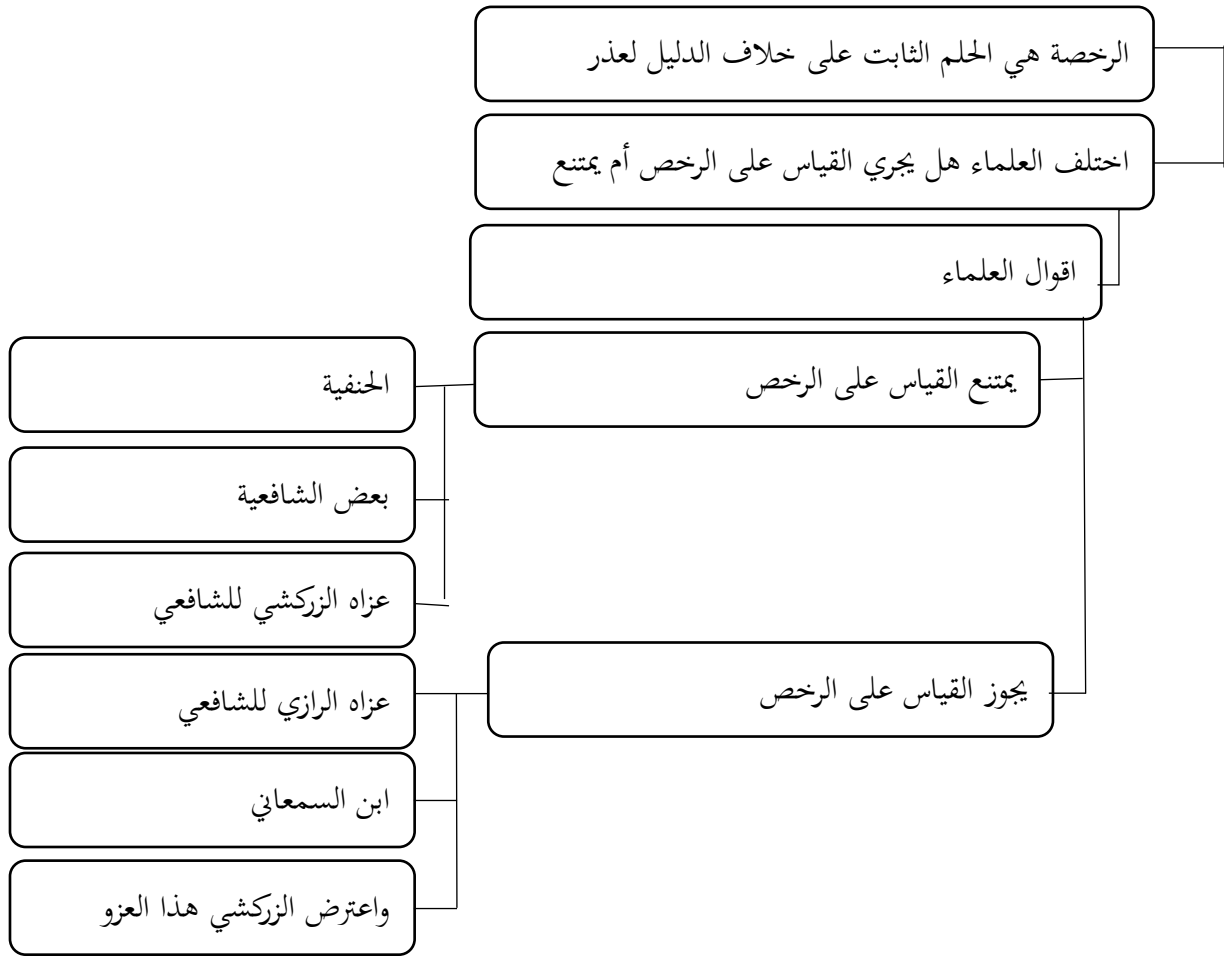 الرخصة هي الحلم الثابت على خلاف الدليل لعذر
اختلف العلماء هل يجري القياس على الرخص أم يمتنع
اقوال العلماء
يمتنع القياس على الرخص
الحنفية
بعض الشافعية
عزاه الزركشي للشافعي
يجوز القياس على الرخص
عزاه الرازي للشافعي
ابن السمعاني
واعترض الزركشي هذا العزو